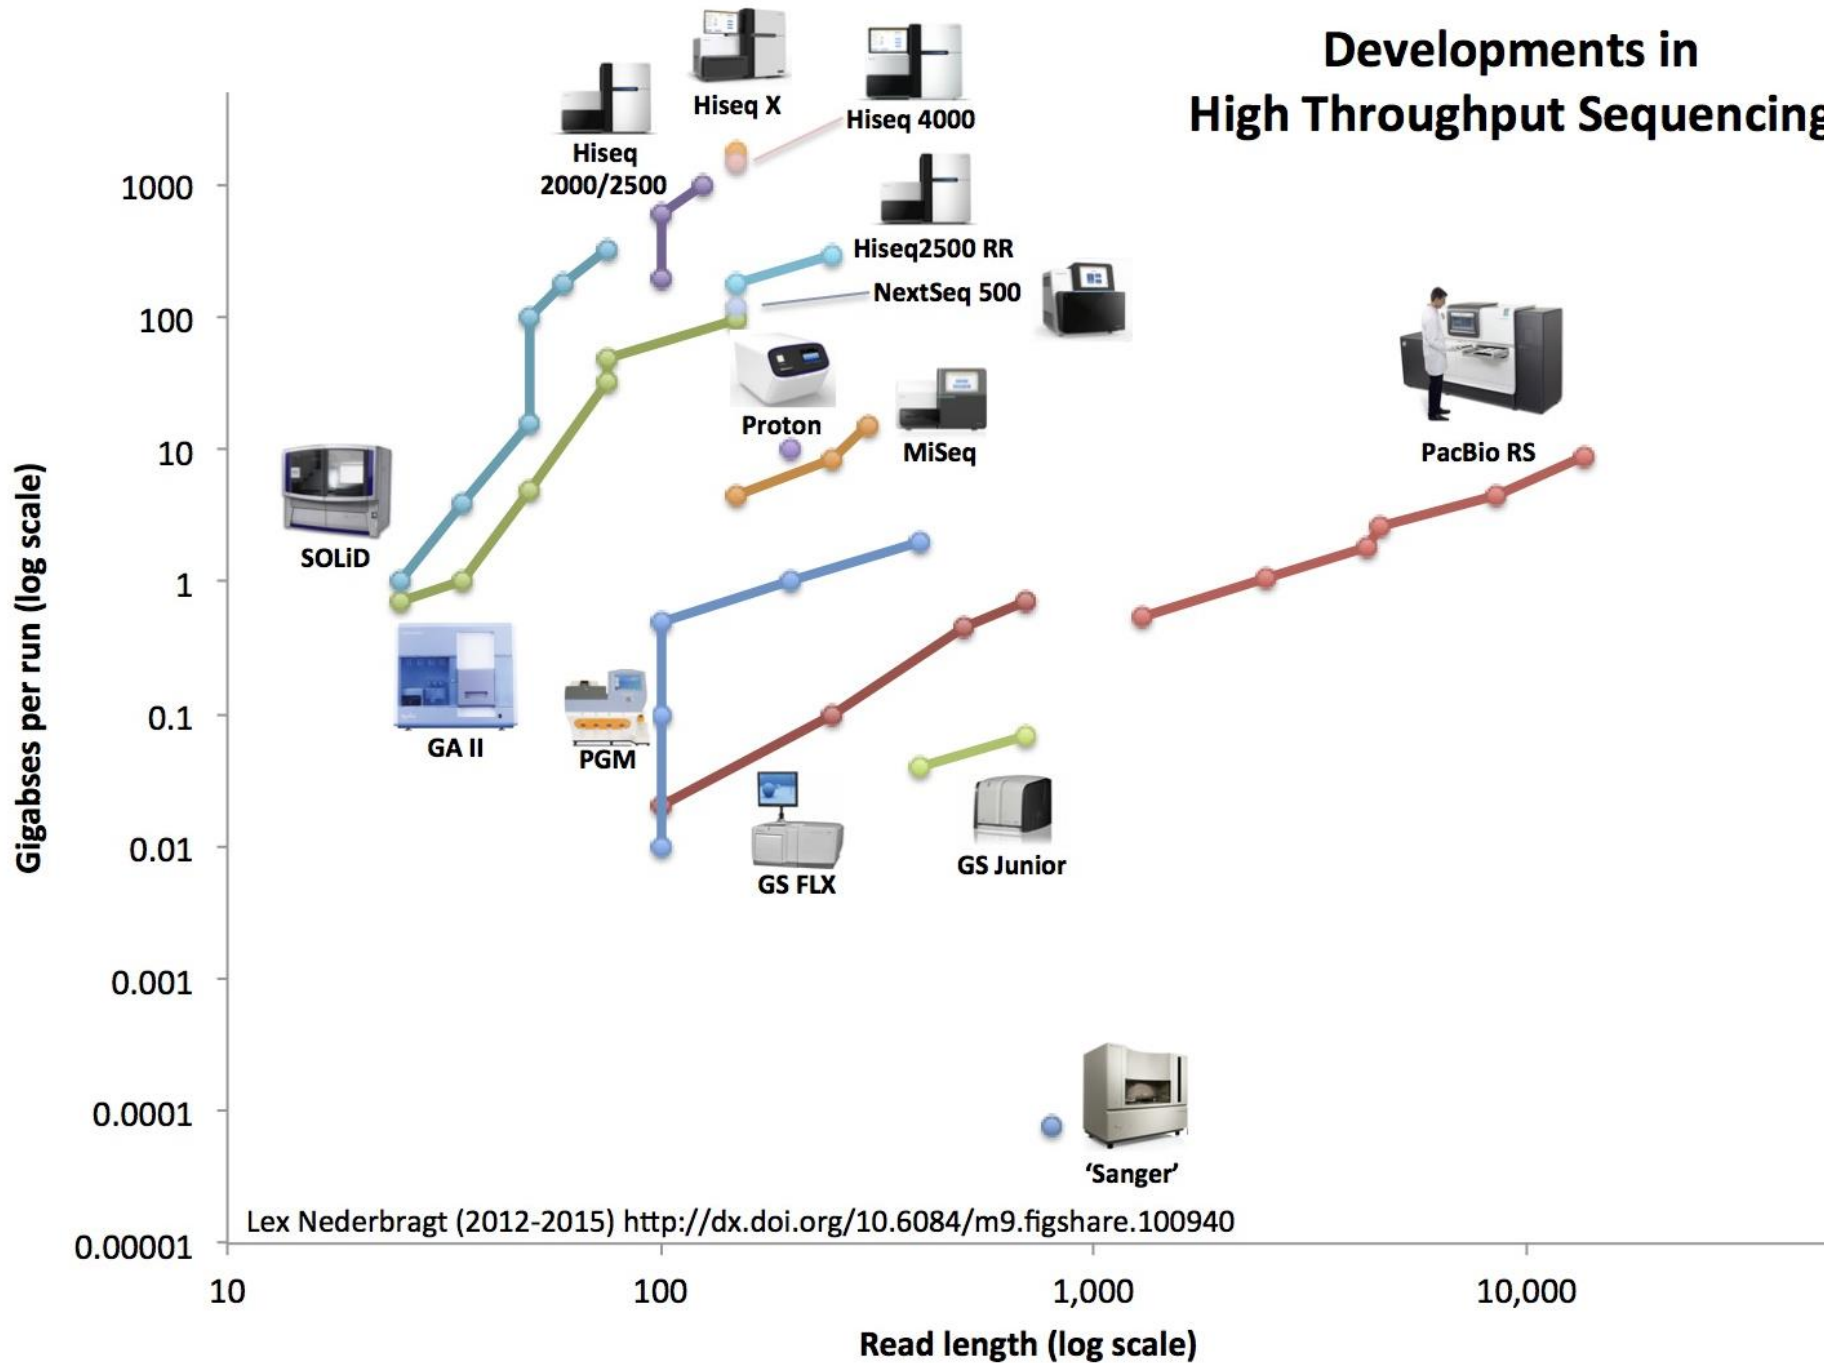 Developments in
High Throughput Sequencing
Hiseq X
Hiseq 4000
Hiseq
2000/2500
Hiseq2500 RR
NextSeq 500
Proton
MiSeq
PacBio RS
SOLiD
GA II
PGM
GS FLX
GS Junior
‘Sanger’
Gigabses per run (log scale)
1000
100
10
1
0.1
0.01
0.001
0.0001
0.00001
Lex Nederbragt (2012-2015) http://dx.doi.org/10.6084/m9.figshare.100940
10
100
1,000
10,000
Read length (log scale)